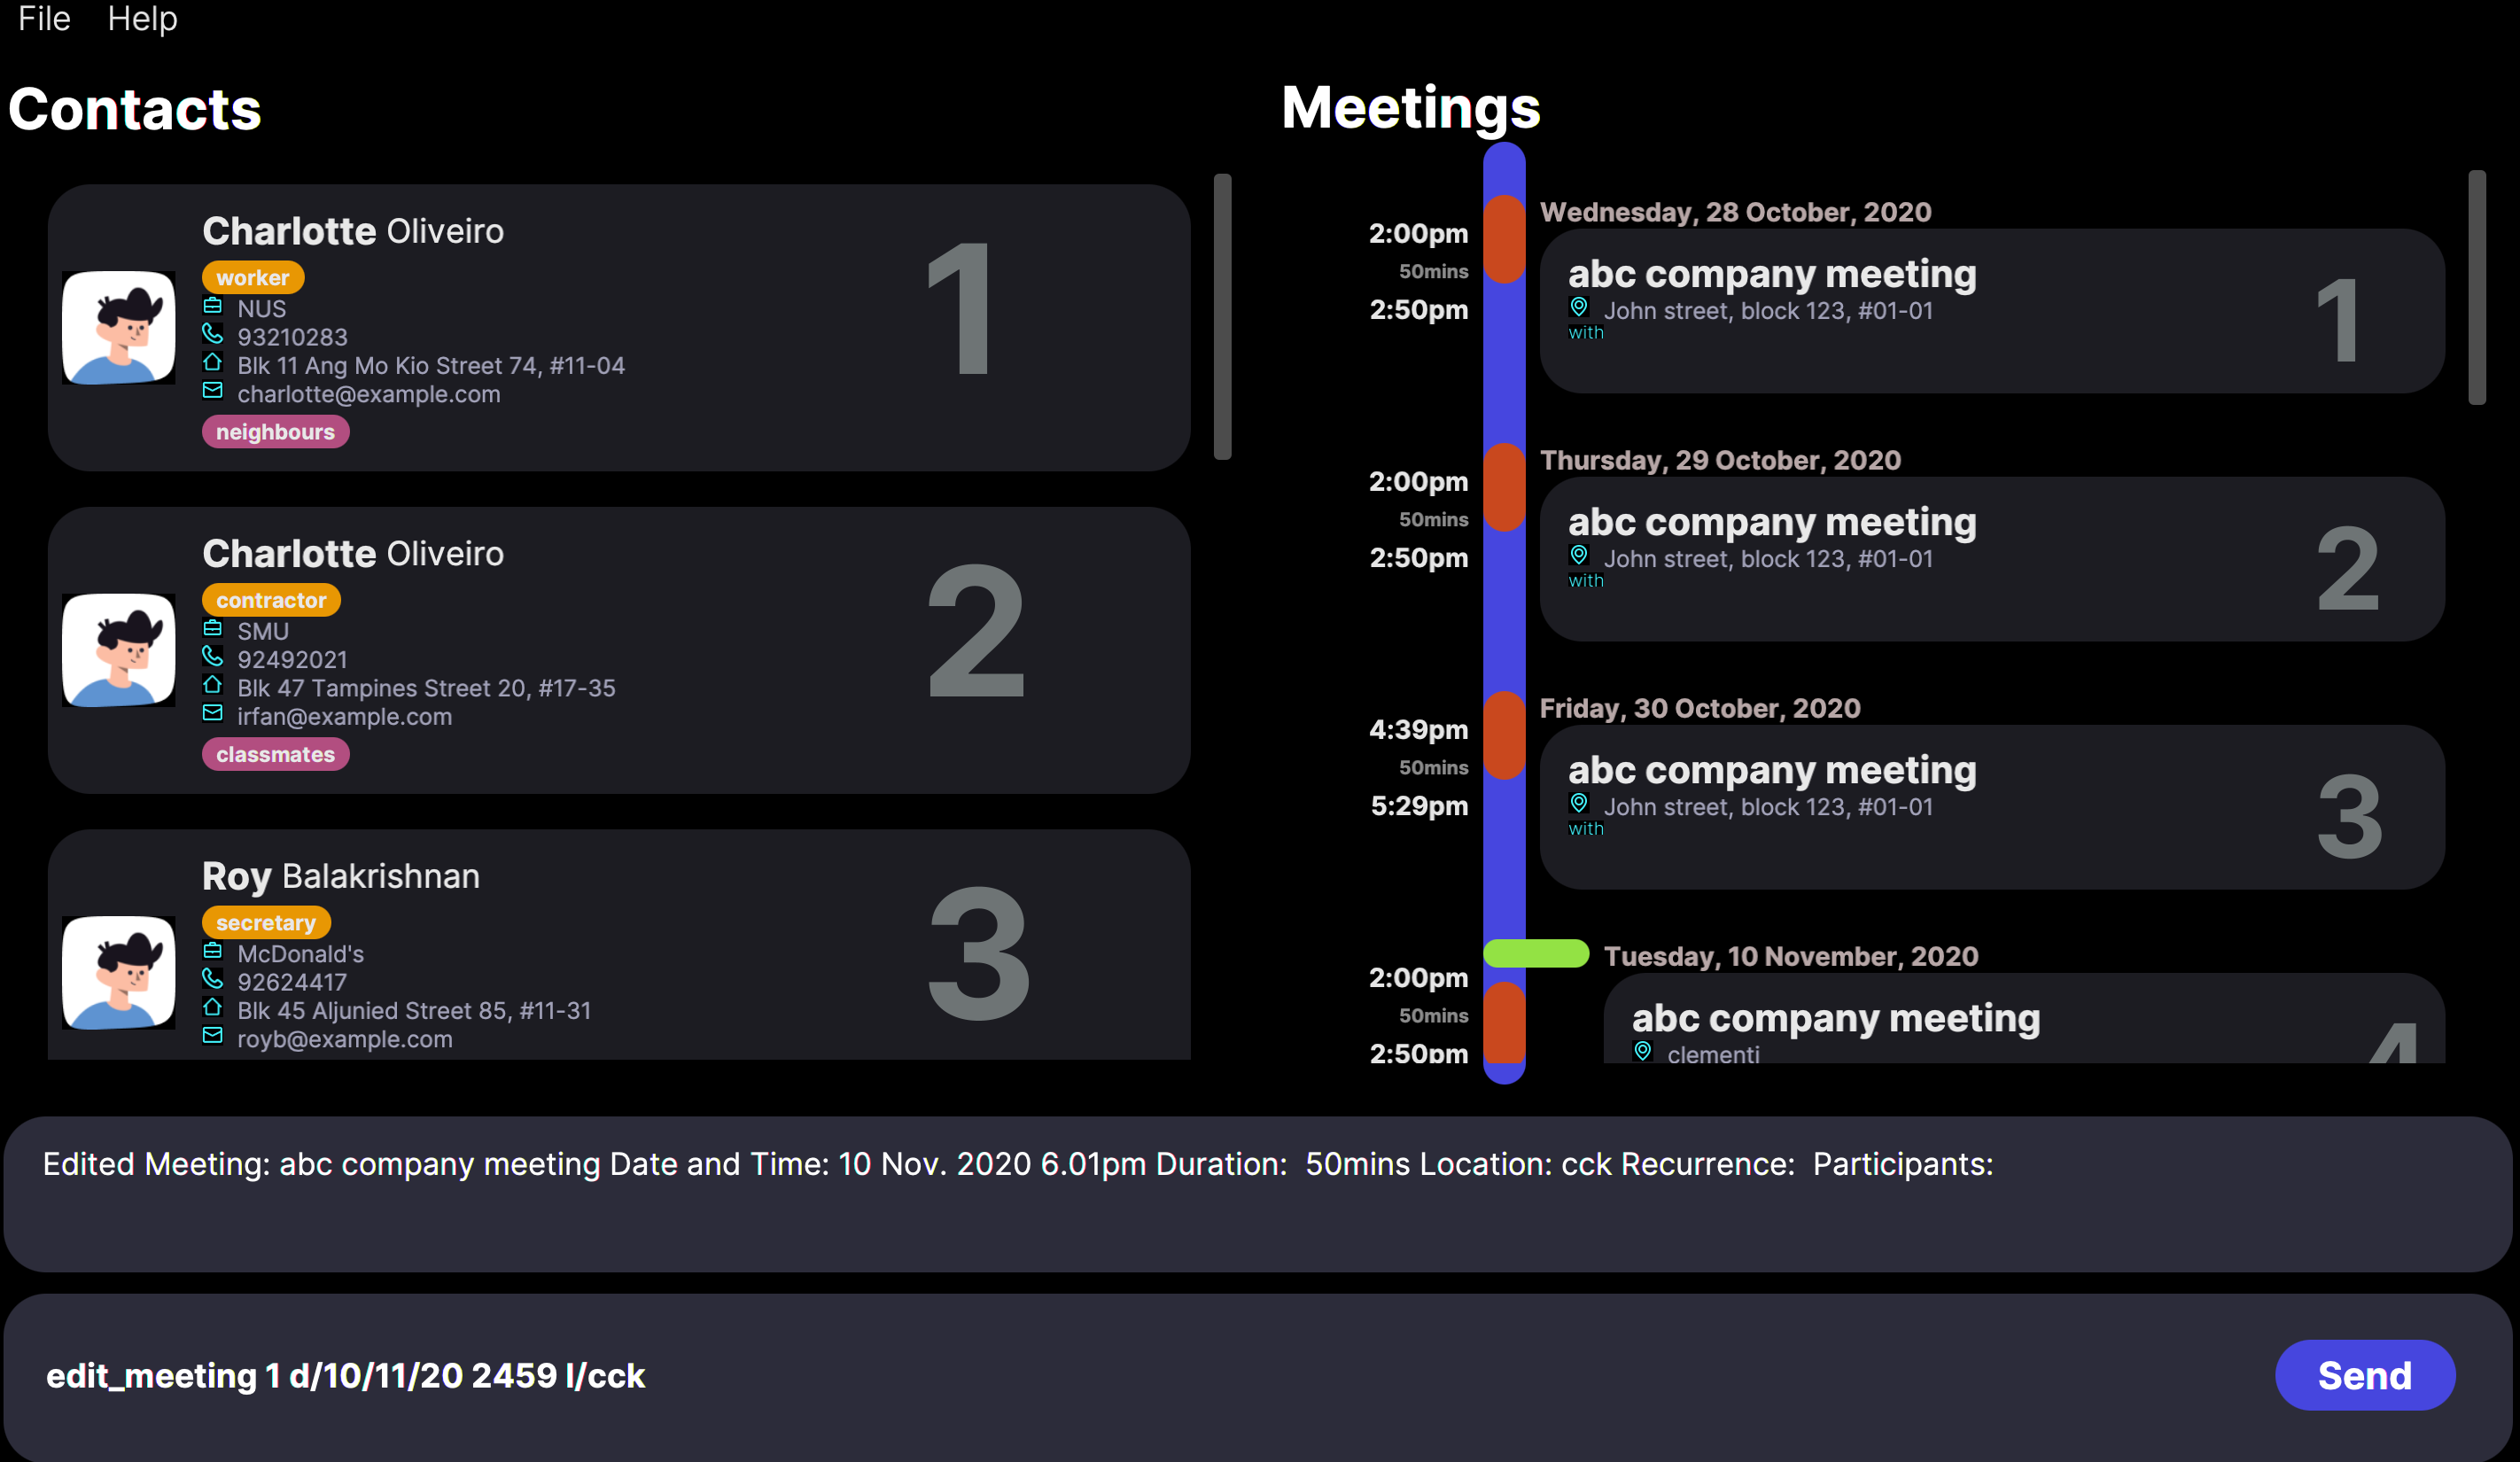 File Help
Contacts
Charlotte Oliveiro
worker
NUS
93210283
Blk 11 Ang Mo Kio Street 74, #11-04
charlotte@example.com
neighbours
1
Charlotte Oliveiro
contractor
SMU
92492021
Blk 47 Tampines Street 20, #17-35
irfan@example.com
classmates
2
Roy Balakrishnan
secretary
McDonald's
92624417
Blk 45 Aljunied Street 85, #11-31
royb@example.com
3
Meetings
Wednesday, 28 October, 2020
2:00pm
50mins
2:50pm
abc company meeting
John street, block 123, #01-01
with
1
Thursday, 29 October, 2020
2:00pm
50mins
2:50pm
abc company meeting
John street, block 123, #01-01
with
2
Friday, 30 October, 2020
4:39pm
50mins
5:29pm
abc company meeting
John street, block 123, #01-01
with
3
Tuesday, 10 November, 2020
2:00pm
50mins
2:50pm
abc company meeting
clementi
4
Edited Meeting: abc company meeting Date and Time: 10 Nov. 2020 6.01pm Duration:  50mins Location: cck Recurrence:  Participants:
edit_meeting 1 d/10/11/20 2459 l/cck
Send